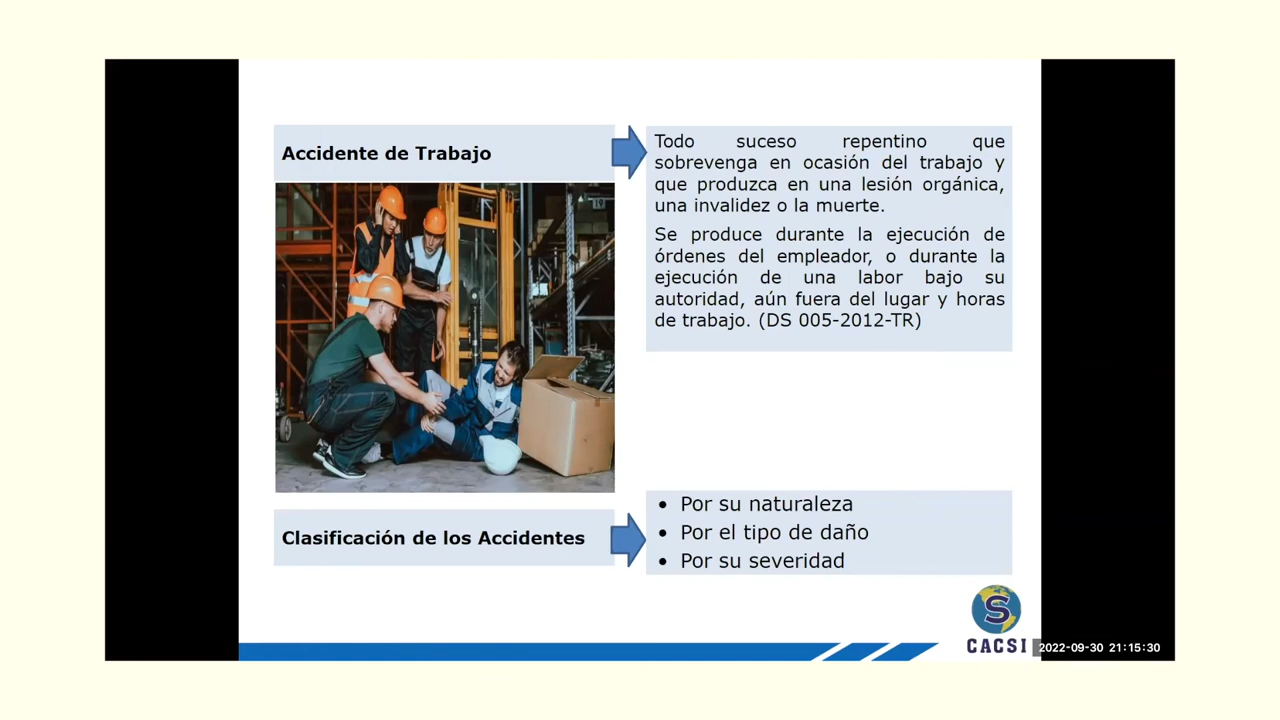 Accidente de Trabajo
Todo suceso repentino que
sobrevenga en ocasión del trabajo y
que produzca en una lesión orgánica,
una invalidez o la muerte.
Se produce durante la ejecución de
órdenes del empleador, o durante la
ejecución de una labor bajo su
autoridad, aún fuera del lugar y horas
de trabajo. (DS 005-2012-TR)
Clasificación de los Accidentes
• Por su naturaleza
• Por el tipo de daño
• Por su severidad
S
CACSI
2022-09-30 21:15:30